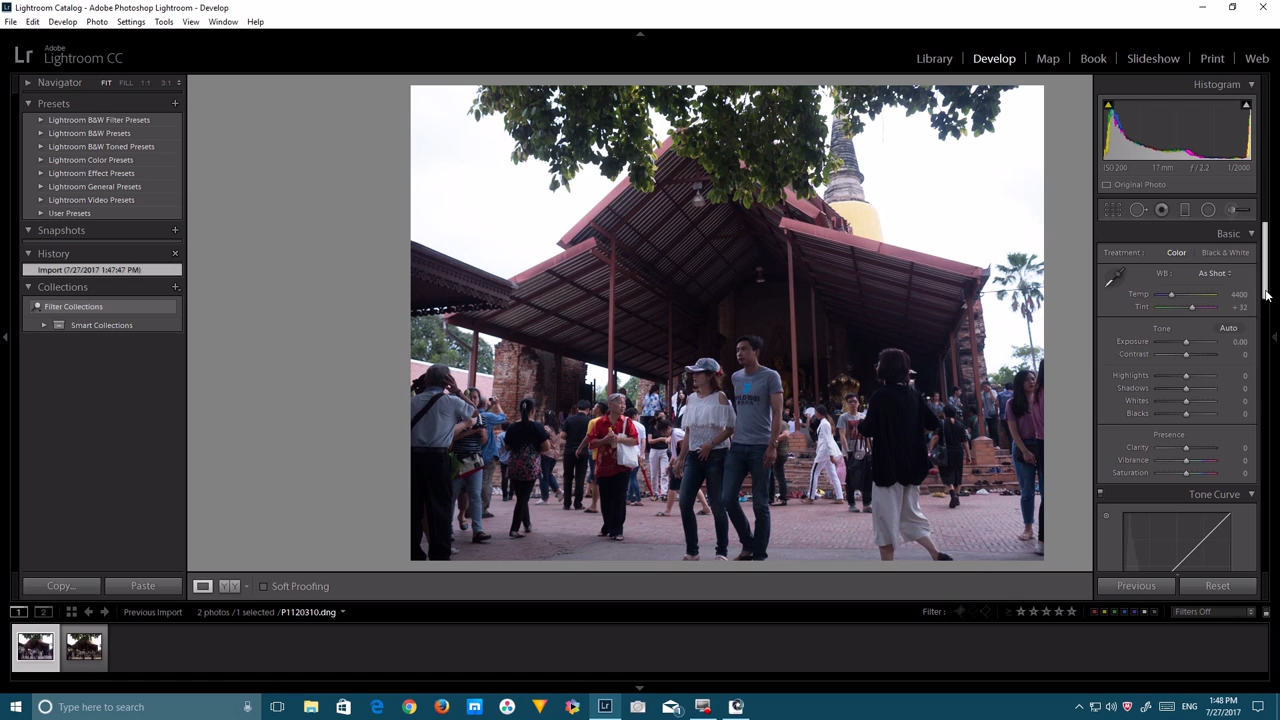 Lightroom Catalog - Adobe Photoshop Lightroom - Develop
File Edit Develop Photo Settings Tools View Window Help
Lr Adobe Lightroom CC
Library | Develop | Map | Book | Slideshow | Print | Web
Navigator FIT FILL 1:1 3:1
Presets +
Lightroom B&W Filter Presets
Lightroom B&W Presets
Lightroom B&W Toned Presets
Lightroom Color Presets
Lightroom Effect Presets
Lightroom General Presets
Lightroom Video Presets
User Presets
Snapshots +
History
Import (7/27/2017 1:47:47 PM)
Collections +
Filter Collections
Smart Collections
Copy... Paste
Soft Proofing
Histogram
ISO 200 17 mm f / 2.2 1/2000
Original Photo
Basic
Treatment : Color Black & White
WB : As Shot
Temp 4400
Tint + 32
Tone Auto
Exposure 0.00
Contrast 0
Highlights 0
Shadows 0
Whites 0
Blacks 0
Presence
Clarity 0
Vibrance 0
Saturation 0
Tone Curve
Previous Reset
1 2 Previous Import 2 photos / 1 selected / P1120310.dng Filter : Filters Off
Type here to search
Lr
ENG
1:48 PM
7/27/2017